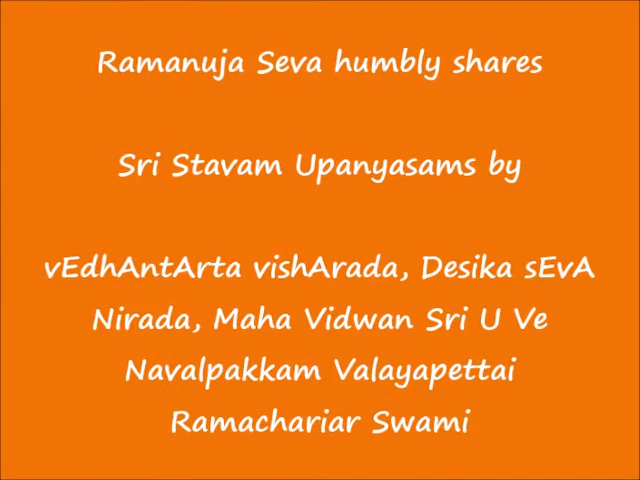 Ramanuja Seva humbly shares
Sri Stavam Upanyasams by
vEdhAntArta vishArada, Desika sEvA
Nirada, Maha Vidwan Sri U Ve
Navalpakkam Valayapettai
Ramachariar Swami